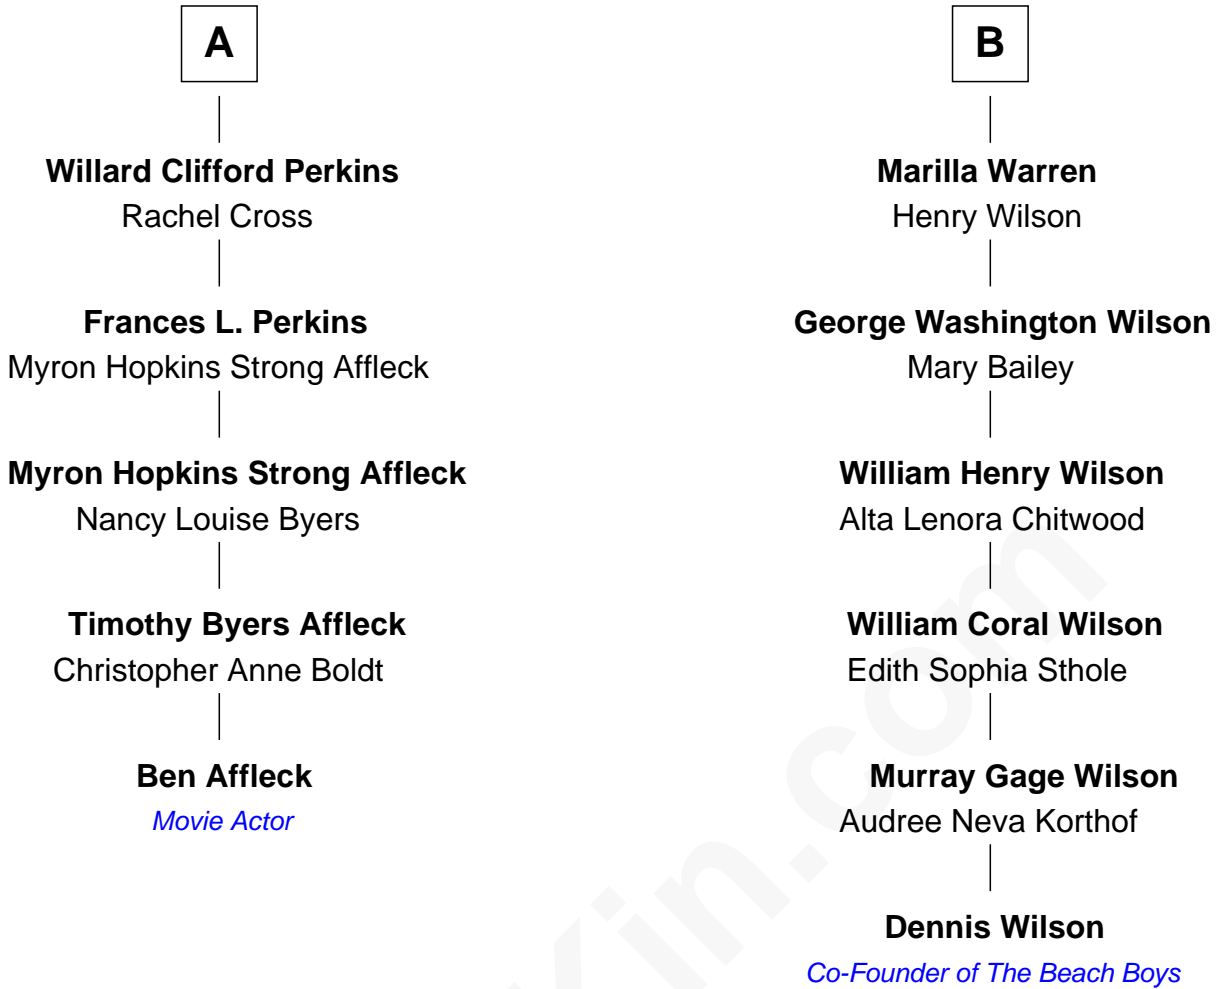 A
Willard Clifford Perkins
Rachel Cross
Frances L. Perkins
Myron Hopkins Strong Affleck
Myron Hopkins Strong Affleck
Nancy Louise Byers
Timothy Byers Affleck
Christopher Anne Boldt
Ben Affleck
Movie Actor
B
Marilla Warren
Henry Wilson
George Washington Wilson
Mary Bailey
William Henry Wilson
Alta Lenora Chitwood
William Coral Wilson
Edith Sophia Sthole
Murray Gage Wilson
Audree Neva Korthof
Dennis Wilson
Co-Founder of The Beach Boys